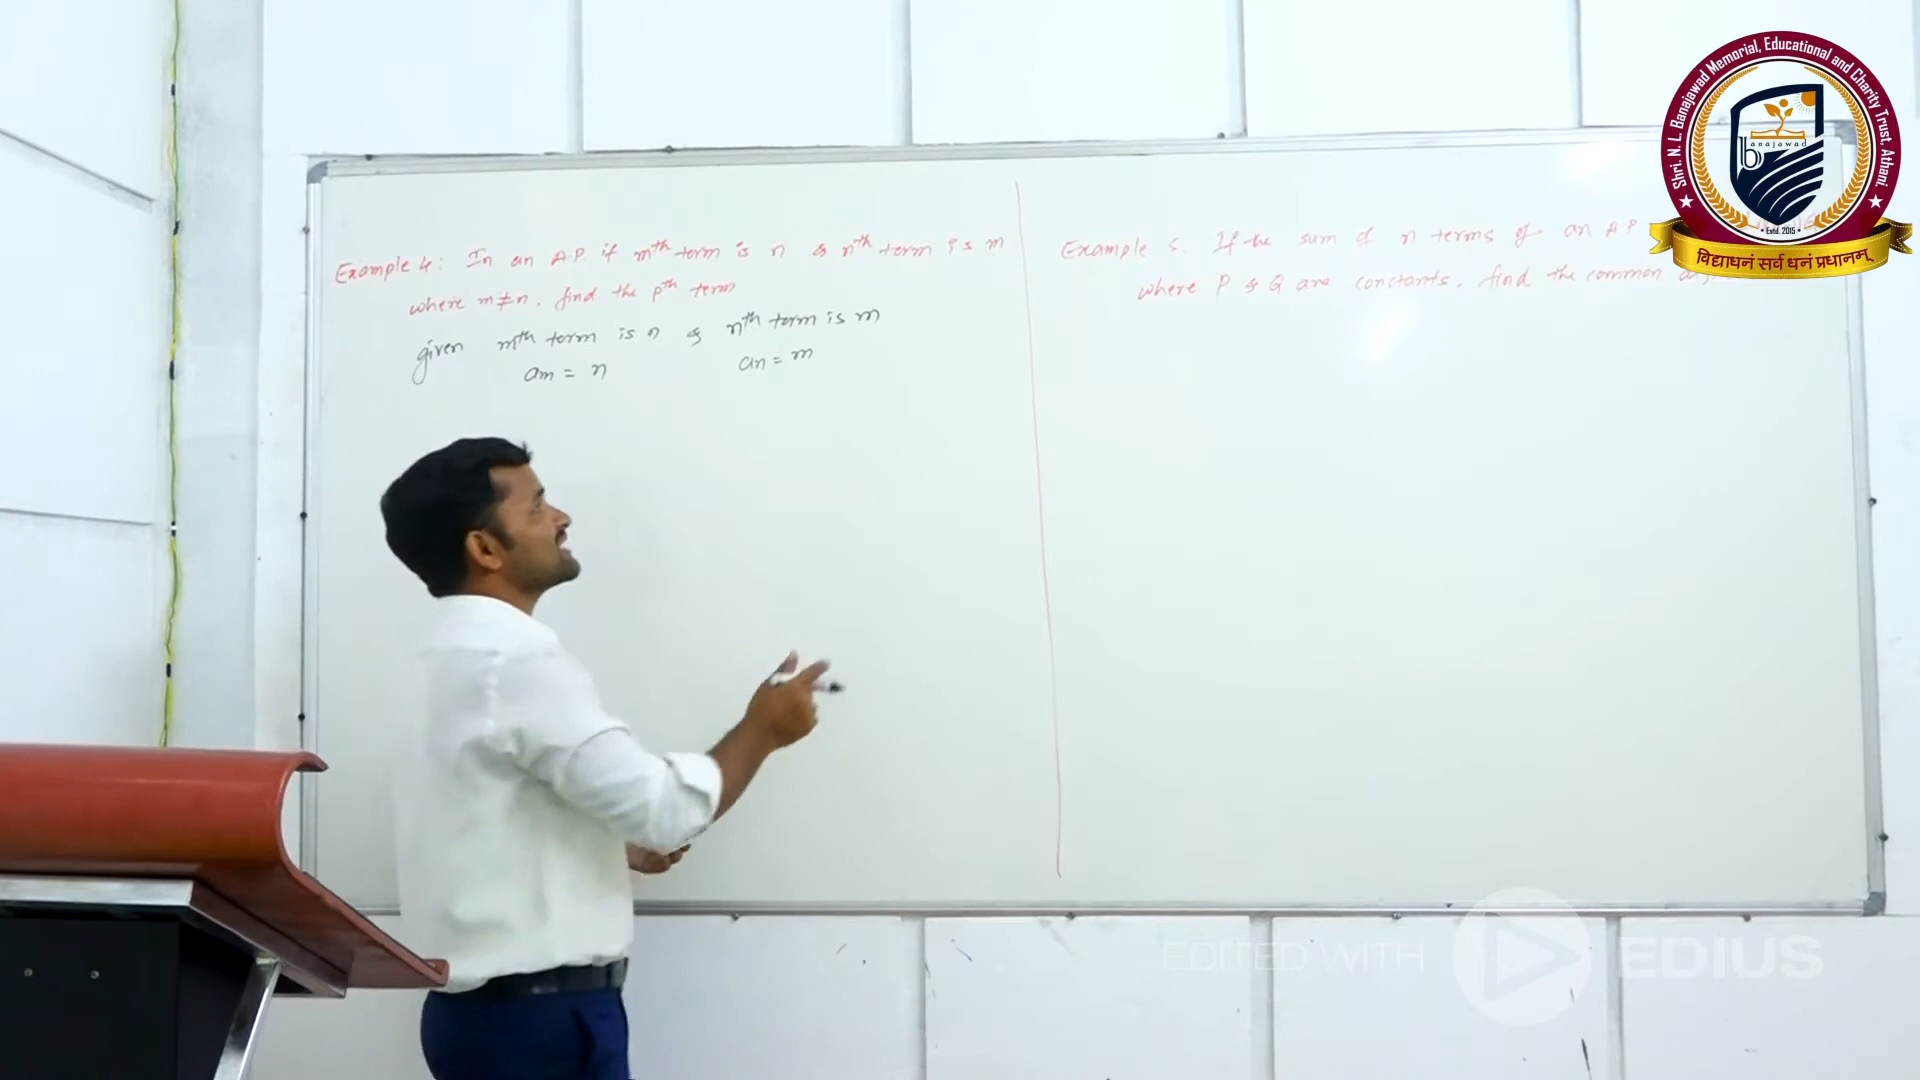 Example 4: In an A.P. if mth term is n & nth term is m
where m≠n, find the pth term
given mth term is n & nth term is m
am = n an = m
Example 5. If the sum of n terms of an A.P
where P & Q are constants, find the common
Shri. N. L. Banajawad Memorial, Educational and Charity Trust, Athani.
banajawad
Estd. 2015
विद्याधनं सर्व धनं प्रधानम्
EDITED WITH EDIUS